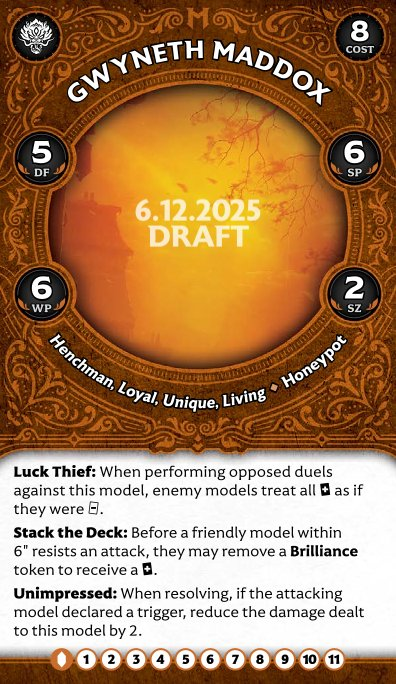 M
GWYNETH MADDOX
8
COST
5
DF
6
SP
6.12.2025
DRAFT
6
WP
2
SZ
Henchman, Loyal, Unique, Living ♦ Honeypot
Luck Thief: When performing opposed duels
against this model, enemy models treat all + as if
they were −.
Stack the Deck: Before a friendly model within
6" resists an attack, they may remove a Brilliance
token to receive a +.
Unimpressed: When resolving, if the attacking
model declared a trigger, reduce the damage dealt
to this model by 2.
1 2 3 4 5 6 7 8 9 10 11